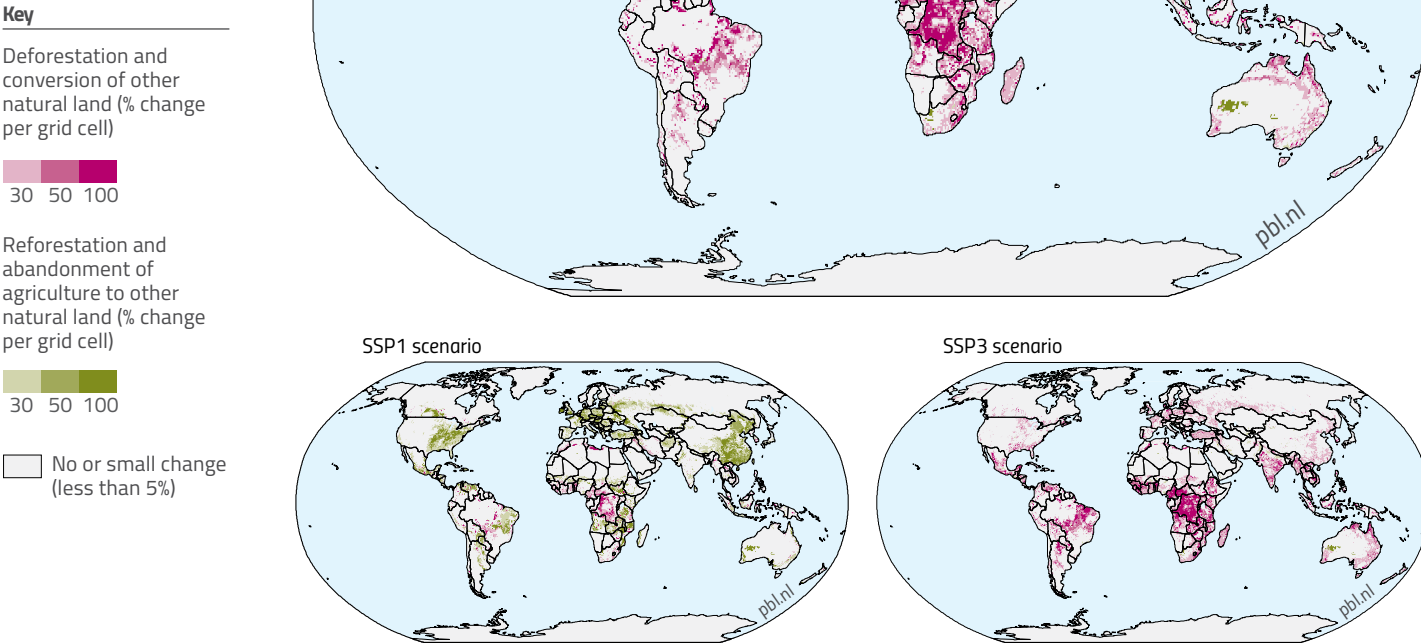 Key
Deforestation and
conversion of other
natural land (% change
per grid cell)
30 50 100
Reforestation and
abandonment of
agriculture to other
natural land (% change
per grid cell)
30 50 100
No or small change
(less than 5%)
pbl.nl
SSP1 scenario
pbl.nl
SSP3 scenario
pbl.nl